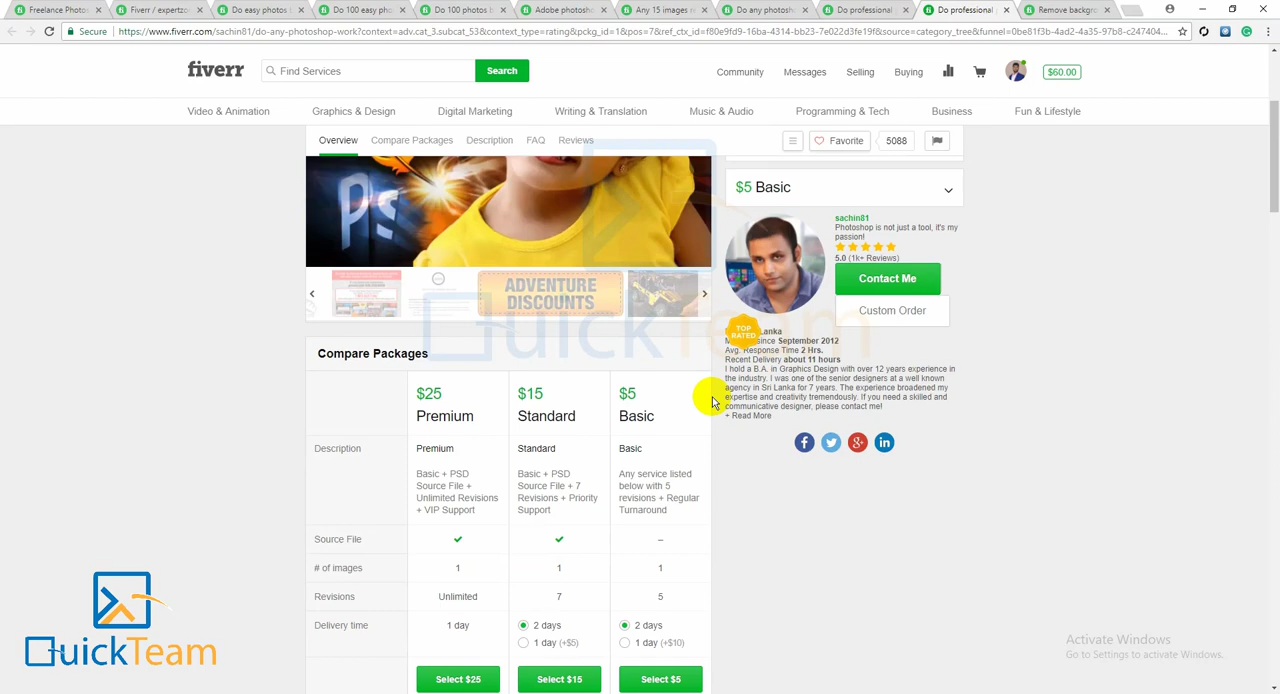 Freelance Photos
Fiverr / expertzo
Do easy photos
Do 100 easy pho
Do 100 photos b
Adobe photosh
Any 15 images r
Do any photosh
Do professional
Do professional
Remove backgr
Secure
https://www.fiverr.com/sachin81/do-any-photoshop-work?context=adv.cat_3.subcat_53&context_type=rating&pckg_id=1&pos=7&ref_ctx_id=f80e9fd9-16ba-4314-bb23-7e022d3fe19f&source=category_tree&funnel=0be81f3b-4ad2-4a35-97b8-c247404...
fiverr
Find Services
Search
Community
Messages
Selling
Buying
$60.00
Video & Animation
Graphics & Design
Digital Marketing
Writing & Translation
Music & Audio
Programming & Tech
Business
Fun & Lifestyle
Overview
Compare Packages
Description
FAQ
Reviews
Favorite
5088
Ps
ADVENTURE
DISCOUNTS
$5 Basic
sachin81
Photoshop is not just a tool, it's my
passion!
5.0 (1k+ Reviews)
Contact Me
Custom Order
TOP
RATED
Lanka
since September 2012
Avg. Response Time 2 Hrs.
Recent Delivery about 11 hours
I hold a B.A. in Graphics Design with over 12 years experience in
the industry. I was one of the senior designers at a well known
agency in Sri Lanka for 7 years. The experience broadened my
expertise and creativity tremendously. If you need a skilled and
communicative designer, please contact me!
+ Read More
QuickTeam
Compare Packages
$25
Premium
$15
Standard
$5
Basic
Description
Premium
Basic + PSD
Source File +
Unlimited Revisions
+ VIP Support
Standard
Basic + PSD
Source File + 7
Revisions + Priority
Support
Basic
Any service listed
below with 5
revisions + Regular
Turnaround
Source File
–
# of images
1
1
1
Revisions
Unlimited
7
5
Delivery time
1 day
2 days
1 day (+$5)
2 days
1 day (+$10)
Select $25
Select $15
Select $5
QuickTeam
Activate Windows
Go to Settings to activate Windows.